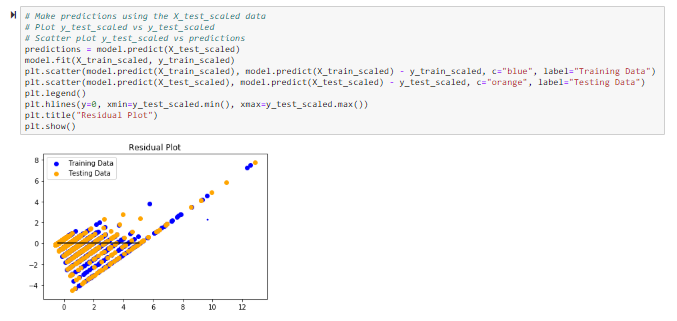 # Make predictions using the X_test_scaled data
# Plot y_test_scaled vs y_test_scaled
# Scatter plot y_test_scaled vs predictions
predictions = model.predict(X_test_scaled)
model.fit(X_train_scaled, y_train_scaled)
plt.scatter(model.predict(X_train_scaled), model.predict(X_train_scaled) - y_train_scaled, c="blue", label="Training Data")
plt.scatter(model.predict(X_test_scaled), model.predict(X_test_scaled) - y_test_scaled, c="orange", label="Testing Data")
plt.legend()
plt.hlines(y=0, xmin=y_test_scaled.min(), xmax=y_test_scaled.max())
plt.title("Residual Plot")
plt.show()
Residual Plot
Training Data
Testing Data
8
6
4
2
0
−2
−4
0 2 4 6 8 10 12